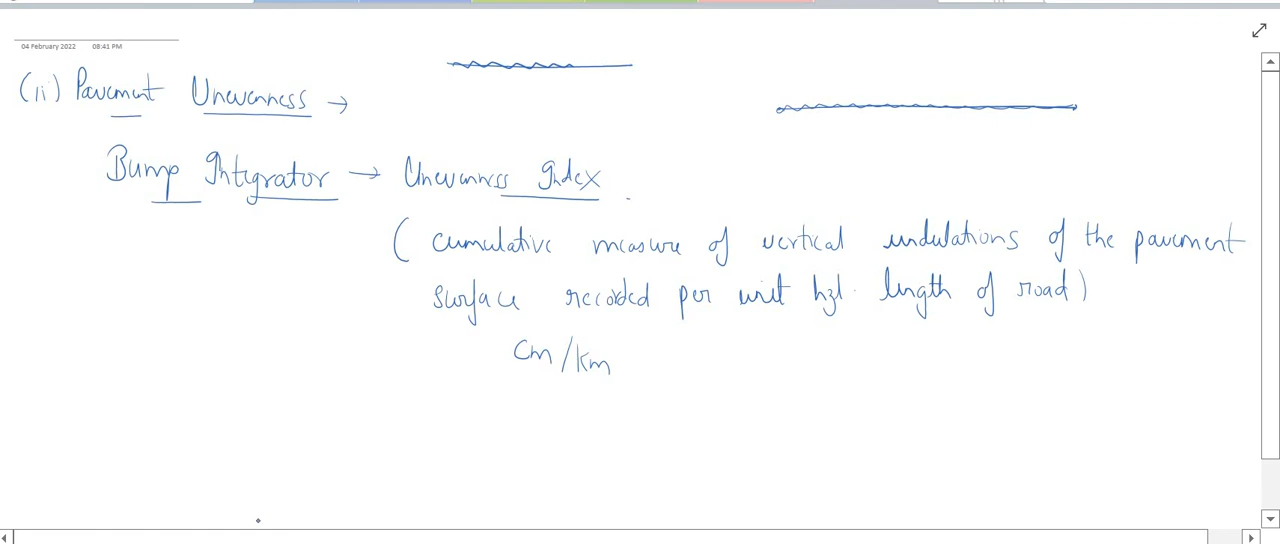 04 February 2022 08:41 PM
(ii) Pavement Unevenness →
Bump Integrator → Unevenness Index
( cumulative measure of vertical undulations of the pavement
surface recorded per unit hzl. length of road)
cm/km